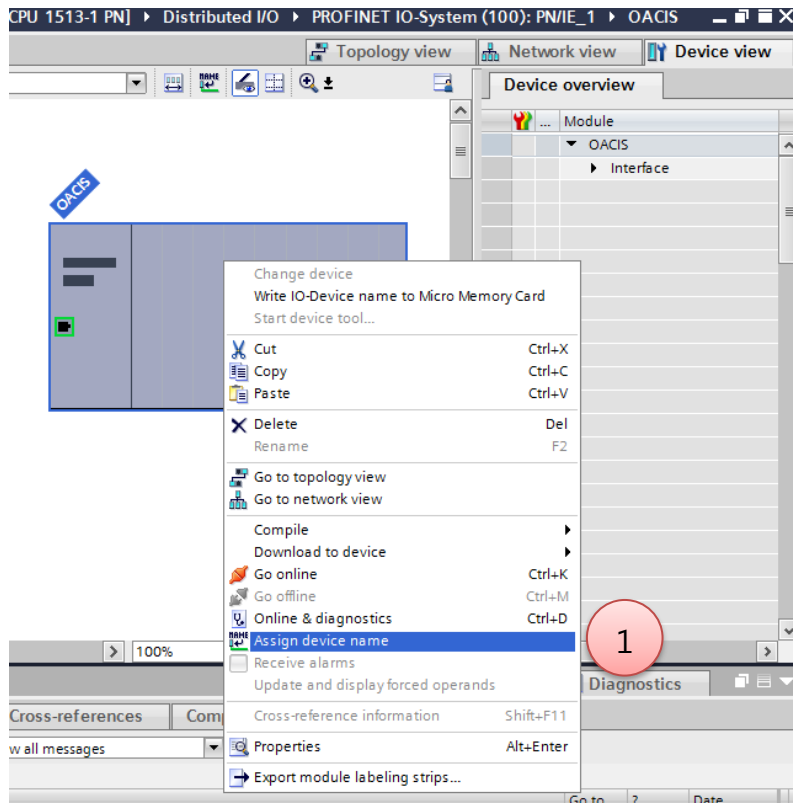 CPU 1513-1 PN] ▸ Distributed I/O ▸ PROFINET IO-System (100): PN/IE_1 ▸ OACIS
Topology view
Network view
Device view
NAME
Device overview
... Module
OACIS
Interface
OACIS
Change device
Write IO-Device name to Micro Memory Card
Start device tool...
Cut Ctrl+X
Copy Ctrl+C
Paste Ctrl+V
Delete Del
Rename F2
Go to topology view
Go to network view
Compile
Download to device
Go online Ctrl+K
Go offline Ctrl+M
Online & diagnostics Ctrl+D
NAME Assign device name
1
Receive alarms
Update and display forced operands
Cross-reference information Shift+F11
Properties Alt+Enter
Export module labeling strips...
100%
Diagnostics
Cross-references
Com
w all messages
Go to ? Date